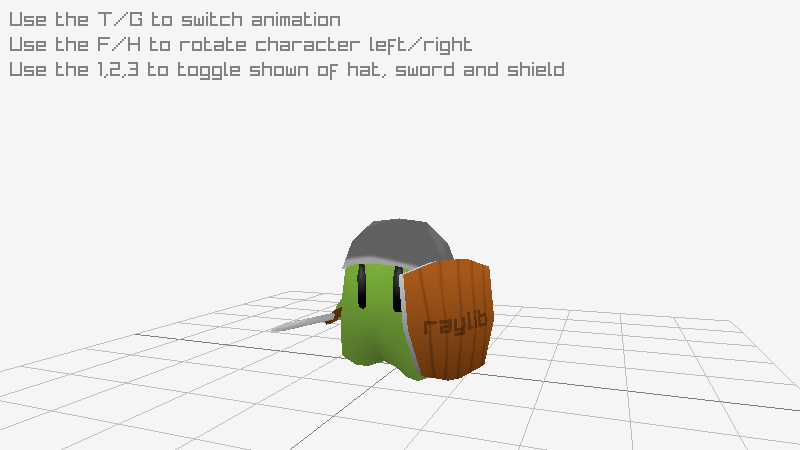 Use the T/G to switch animation
Use the F/H to rotate character left/right
Use the 1,2,3 to toggle shown of hat, sword and shield
raylib